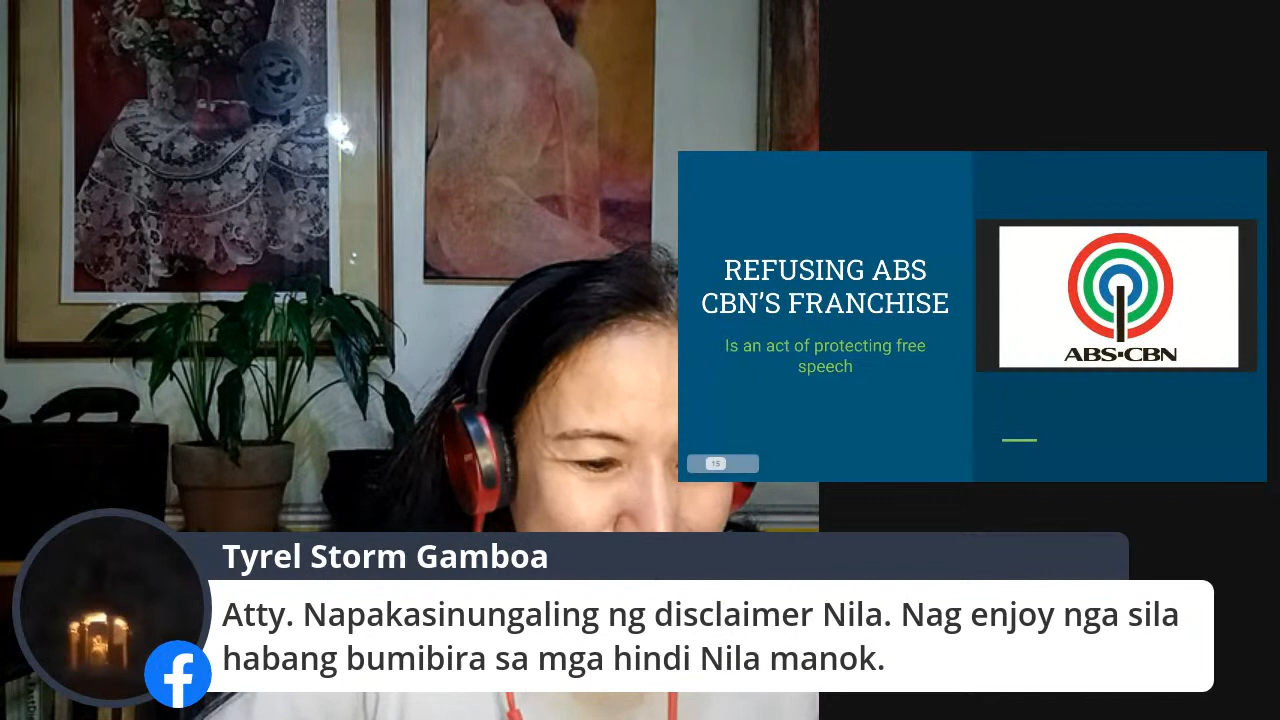 REFUSING ABS
CBN'S FRANCHISE
Is an act of protecting free
speech
ABS-CBN
15
Tyrel Storm Gamboa
Atty. Napakasinungaling ng disclaimer Nila. Nag enjoy nga sila
habang bumibira sa mga hindi Nila manok.